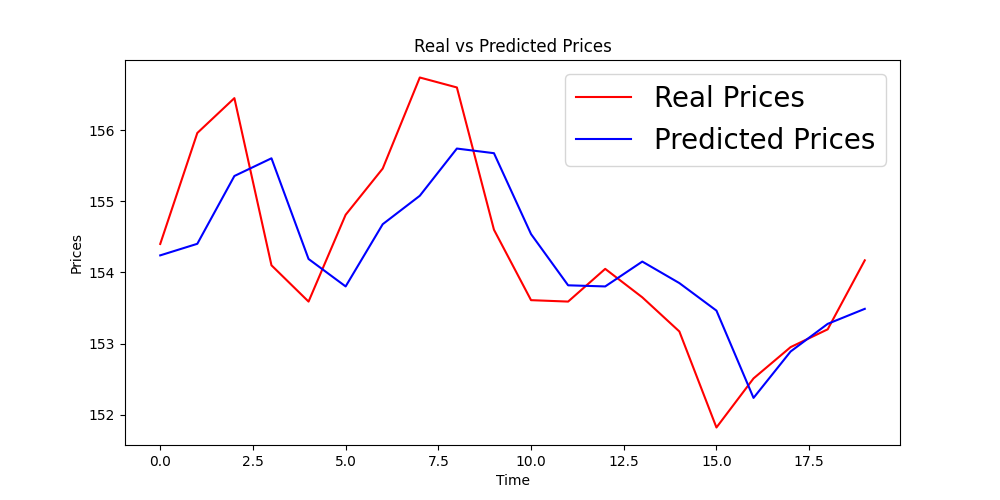 Real vs Predicted Prices
Real Prices
Predicted Prices
156
155
154
153
152
Prices
0.0 2.5 5.0 7.5 10.0 12.5 15.0 17.5
Time